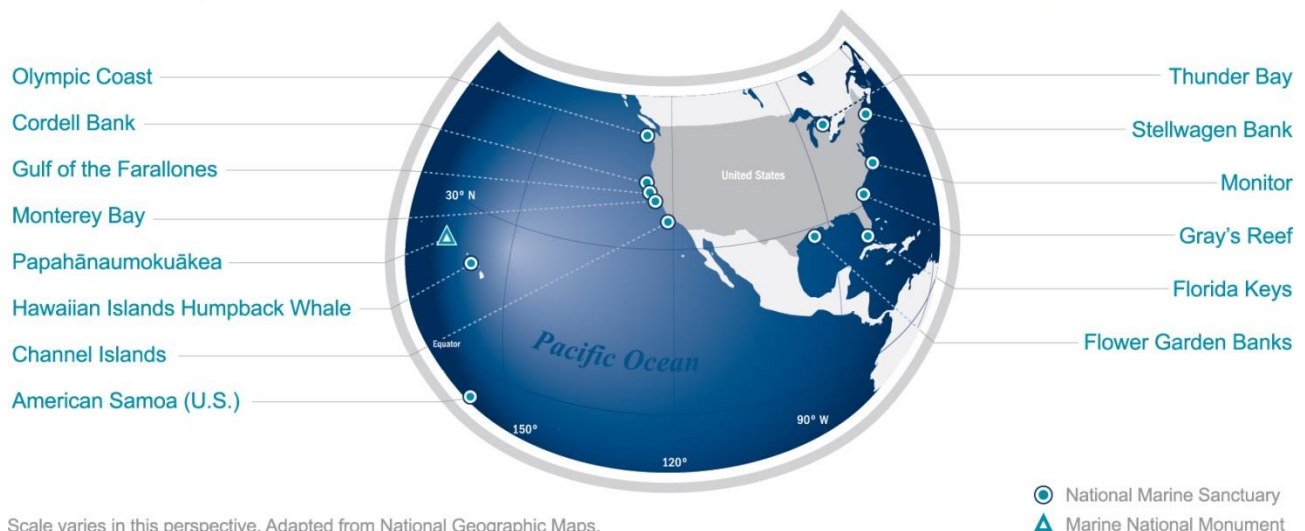 Olympic Coast
Cordell Bank
Gulf of the Farallones
Monterey Bay
Papahānaumokuākea
Hawaiian Islands Humpback Whale
Channel Islands
American Samoa (U.S.)
Thunder Bay
Stellwagen Bank
Monitor
Gray’s Reef
Florida Keys
Flower Garden Banks
United States
30° N
Equator
Pacific Ocean
150°
120°
90° W
National Marine Sanctuary
Marine National Monument
Scale varies in this perspective. Adapted from National Geographic Maps.